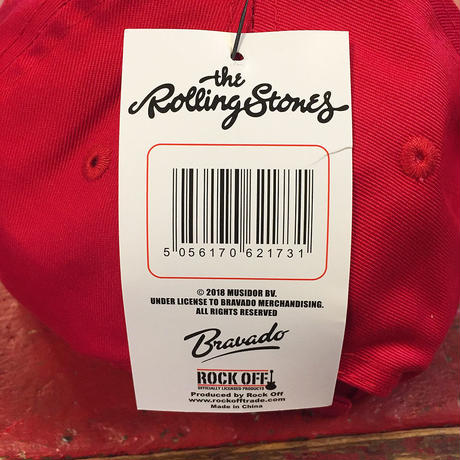 the
Rolling Stones
5 056170 621731
© 2018 MUSIDOR BV.
UNDER LICENSE TO BRAVADO MERCHANDISING.
ALL RIGHTS RESERVED
Bravado
ROCK OFF
OFFICIALLY LICENSED PRODUCTS
Produced by Rock Off
www.rockofftrade.com
Made in China